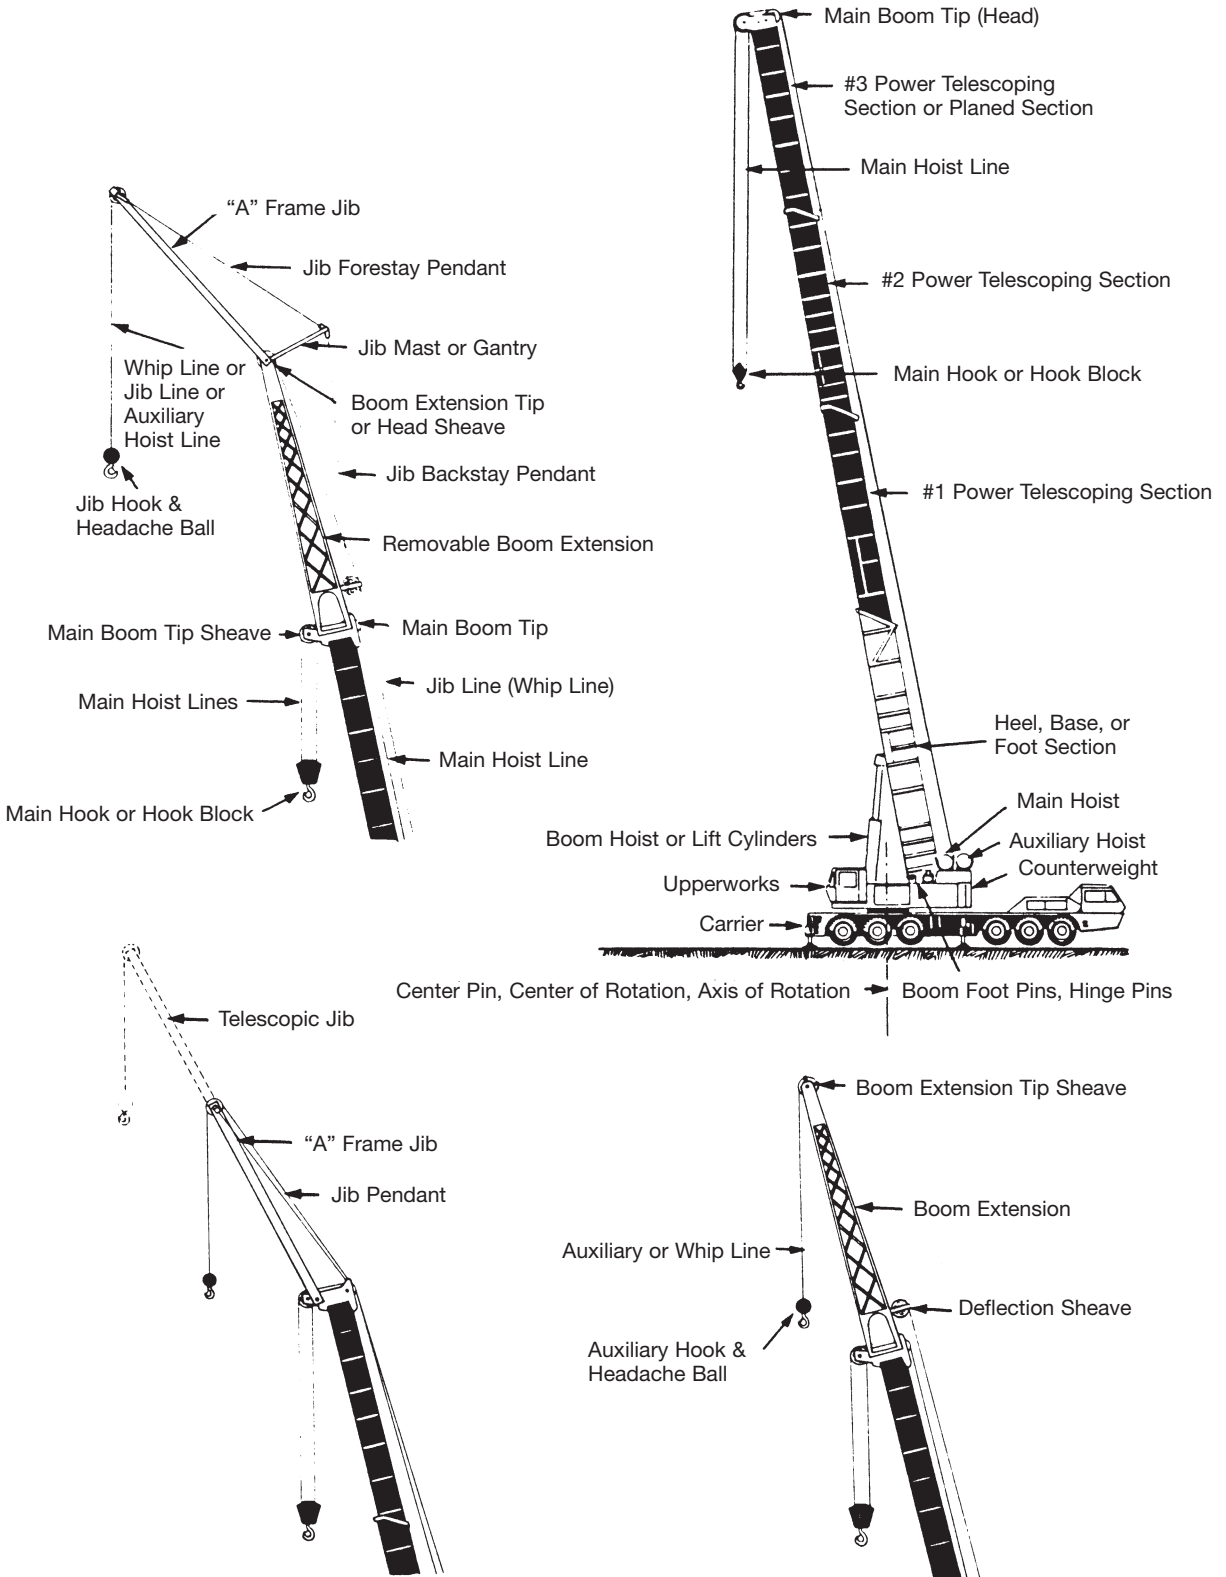 Main Boom Tip (Head)
#3 Power Telescoping
Section or Planed Section
Main Hoist Line
#2 Power Telescoping Section
Main Hook or Hook Block
#1 Power Telescoping Section
Heel, Base, or
Foot Section
Main Hoist
Auxiliary Hoist
Counterweight
Boom Hoist or Lift Cylinders
Upperworks
Carrier
Center Pin, Center of Rotation, Axis of Rotation
Boom Foot Pins, Hinge Pins
“A” Frame Jib
Jib Forestay Pendant
Jib Mast or Gantry
Whip Line or
Jib Line or
Auxiliary
Hoist Line
Boom Extension Tip
or Head Sheave
Jib Backstay Pendant
Jib Hook &
Headache Ball
Removable Boom Extension
Main Boom Tip Sheave
Main Boom Tip
Jib Line (Whip Line)
Main Hoist Lines
Main Hoist Line
Main Hook or Hook Block
Telescopic Jib
“A” Frame Jib
Jib Pendant
Boom Extension Tip Sheave
Boom Extension
Auxiliary or Whip Line
Deflection Sheave
Auxiliary Hook &
Headache Ball